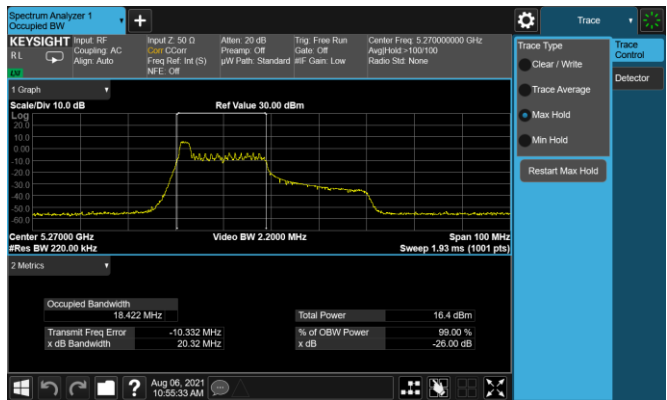 Spectrum Analyzer 1
Occupied BW
+
Trace
KEYSIGHT
Input: RF
Coupling: AC
Align: Auto
Input Z: 50 Ω
Corr CCorr
Freq Ref: Int (S)
NFE: Off
Atten: 20 dB
Preamp: Off
µW Path: Standard
Trig: Free Run
Gate: Off
#IF Gain: Low
Center Freq: 5.270000000 GHz
Avg|Hold:>100/100
Radio Std: None
R L
LXI
Trace Type
Clear / Write
Trace Average
Max Hold
Min Hold
Restart Max Hold
Trace
Control
Detector
1 Graph
Scale/Div 10.0 dB
Ref Value 30.00 dBm
Log
20.0
10.0
0.00
-10.0
-20.0
-30.0
-40.0
-50.0
-60.0
Center 5.27000 GHz
Video BW 2.2000 MHz
Span 100 MHz
#Res BW 220.00 kHz
Sweep 1.93 ms (1001 pts)
2 Metrics
Occupied Bandwidth
18.422 MHz
Total Power 16.4 dBm
Transmit Freq Error -10.332 MHz
% of OBW Power 99.00 %
x dB Bandwidth 20.32 MHz
x dB -26.00 dB
?
Aug 06, 2021
10:55:33 AM